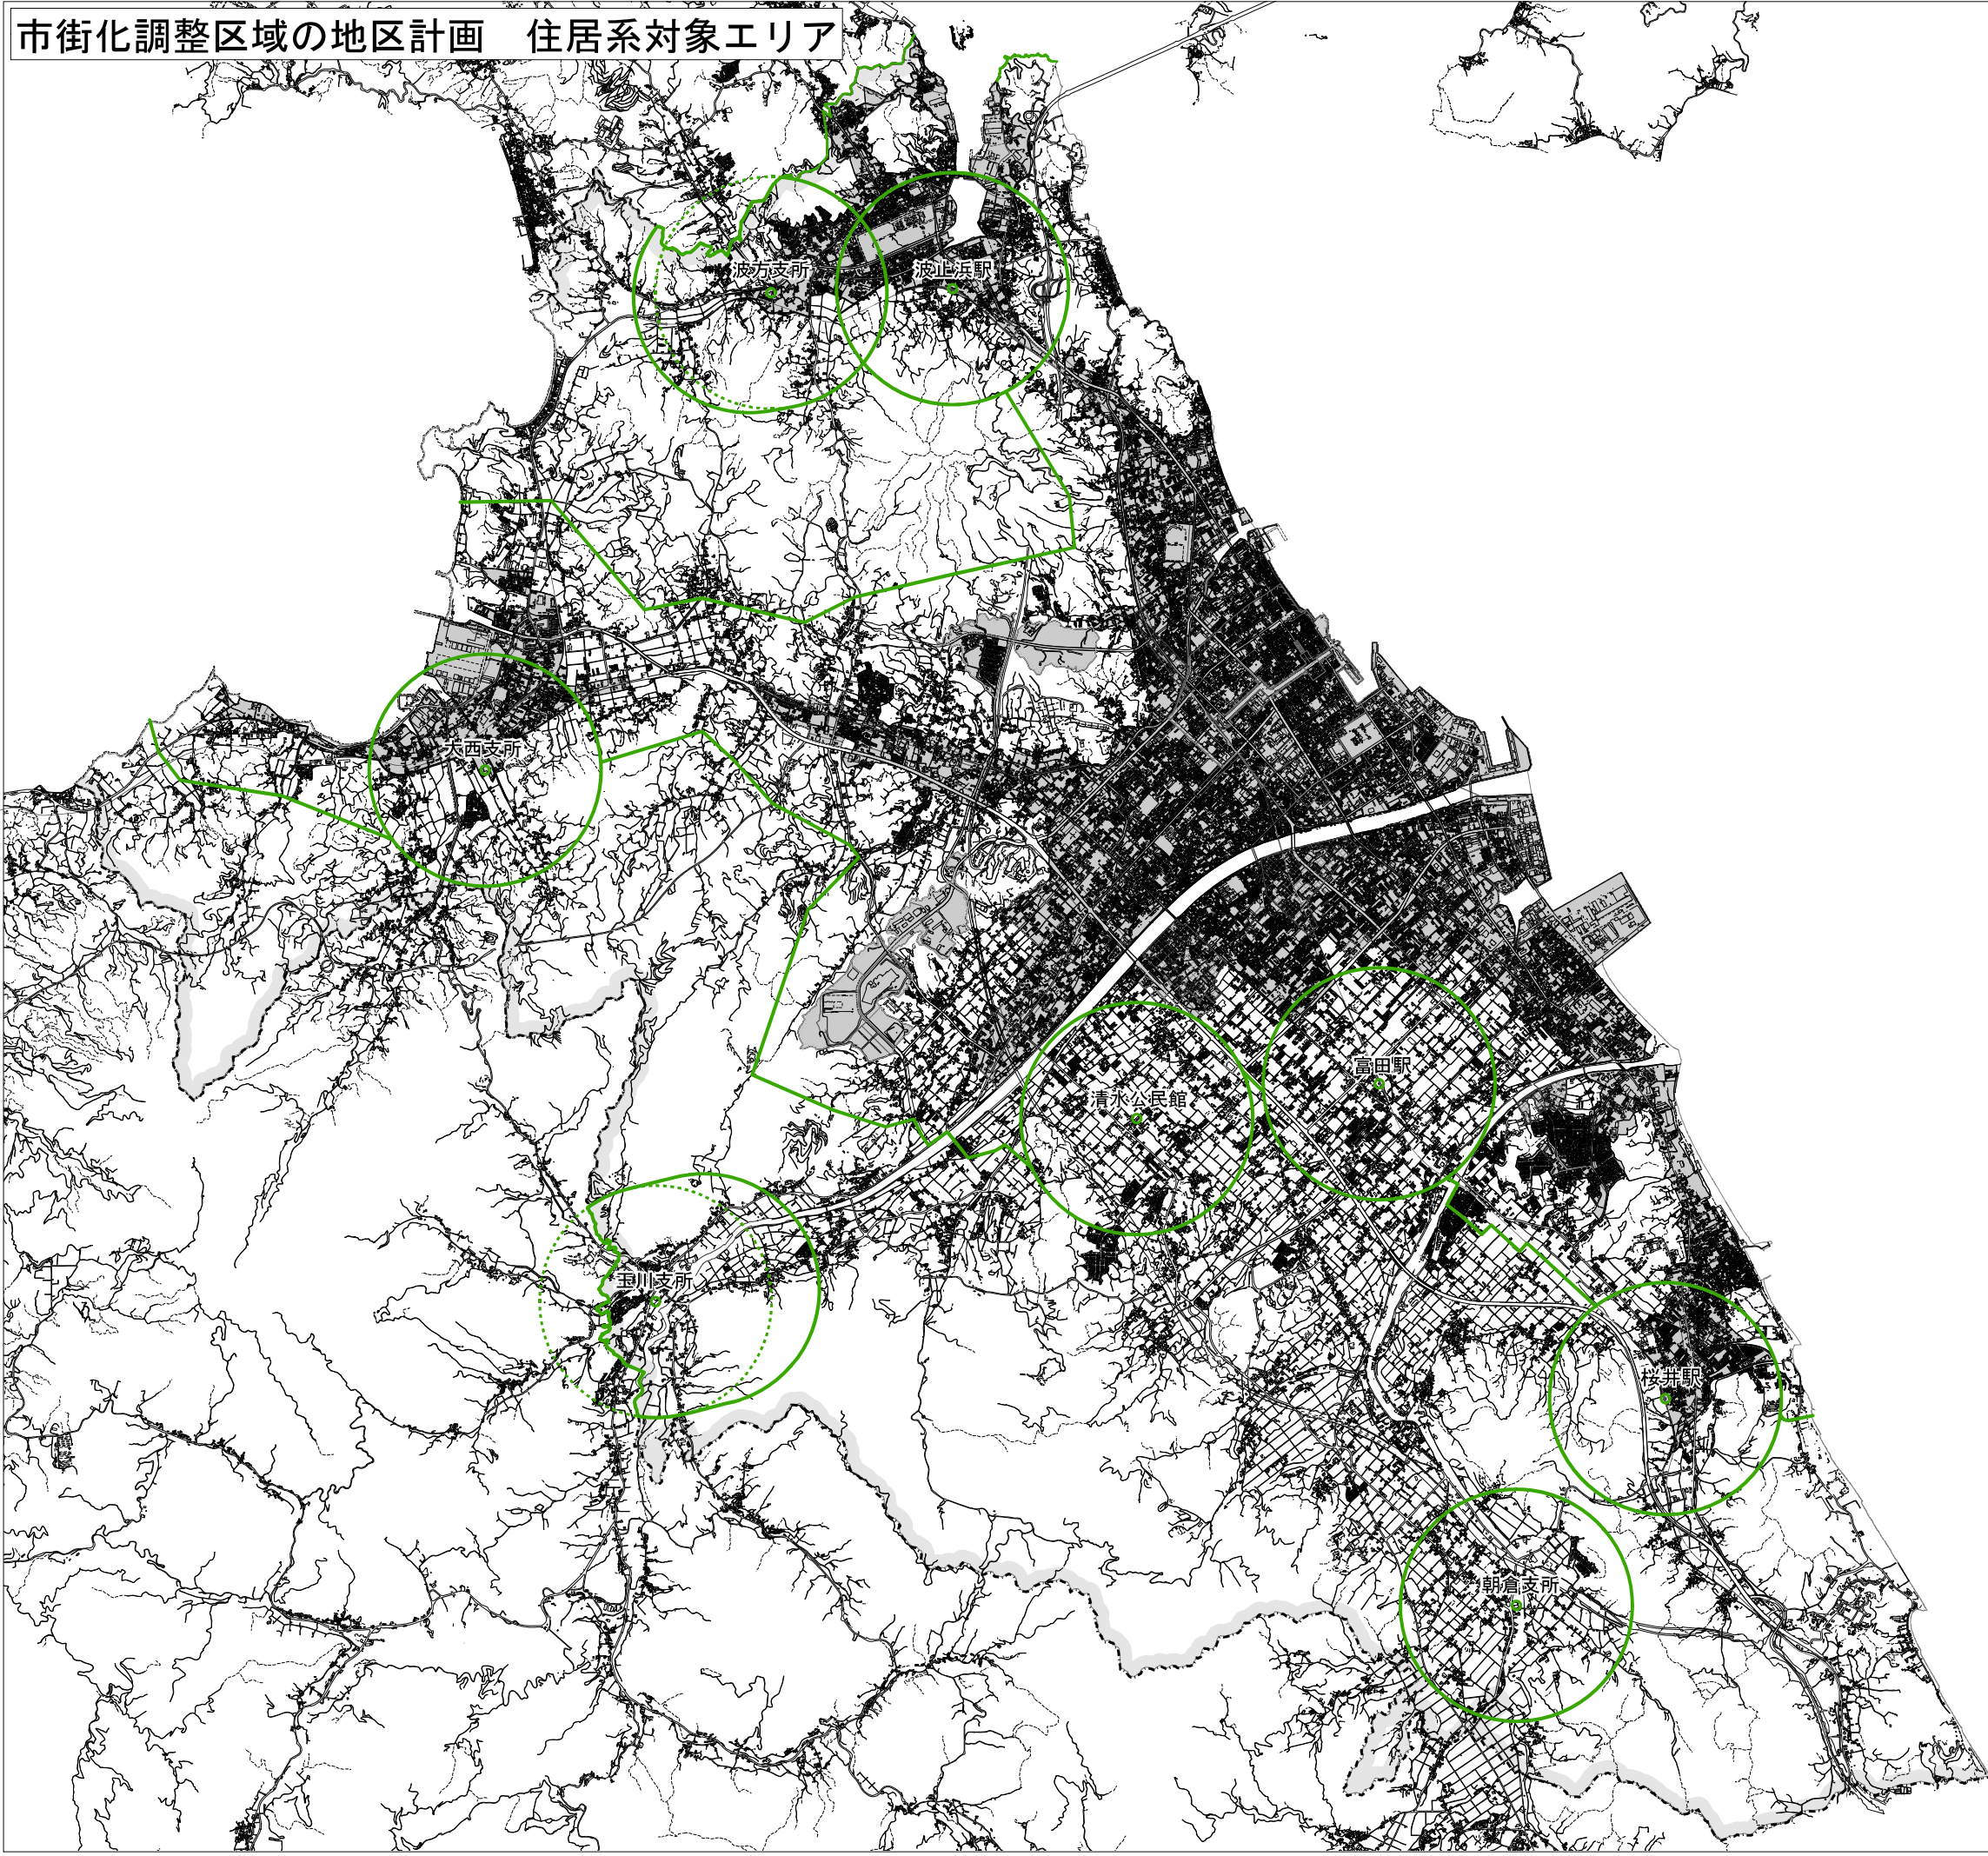 市街化調整区域の地区計画　住居系対象エリア
波方支所
波止浜駅
大西支所
富田駅
清水公民館
玉川支所
桜井駅
朝倉支所